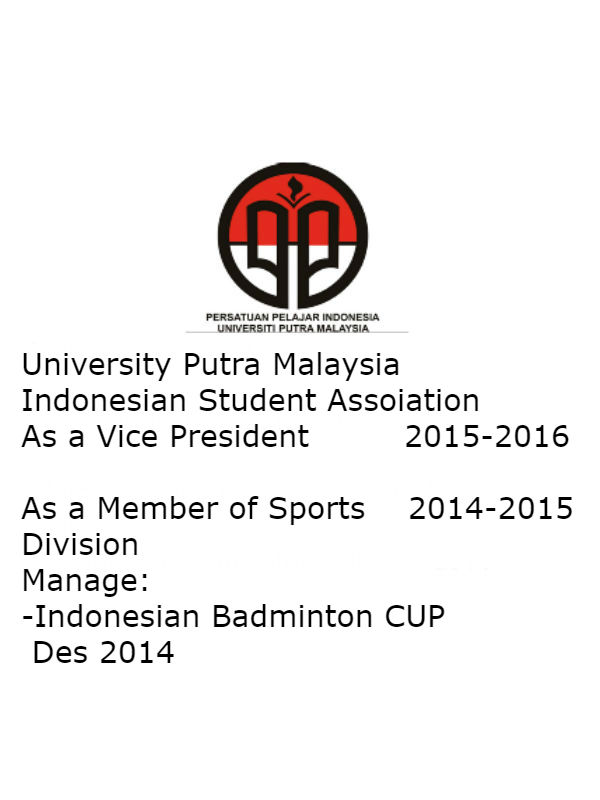 PERSATUAN PELAJAR INDONESIA
UNIVERSITI PUTRA MALAYSIA
University Putra Malaysia
Indonesian Student Assoiation
As a Vice President 2015-2016
As a Member of Sports 2014-2015
Division
Manage:
-Indonesian Badminton CUP
Des 2014